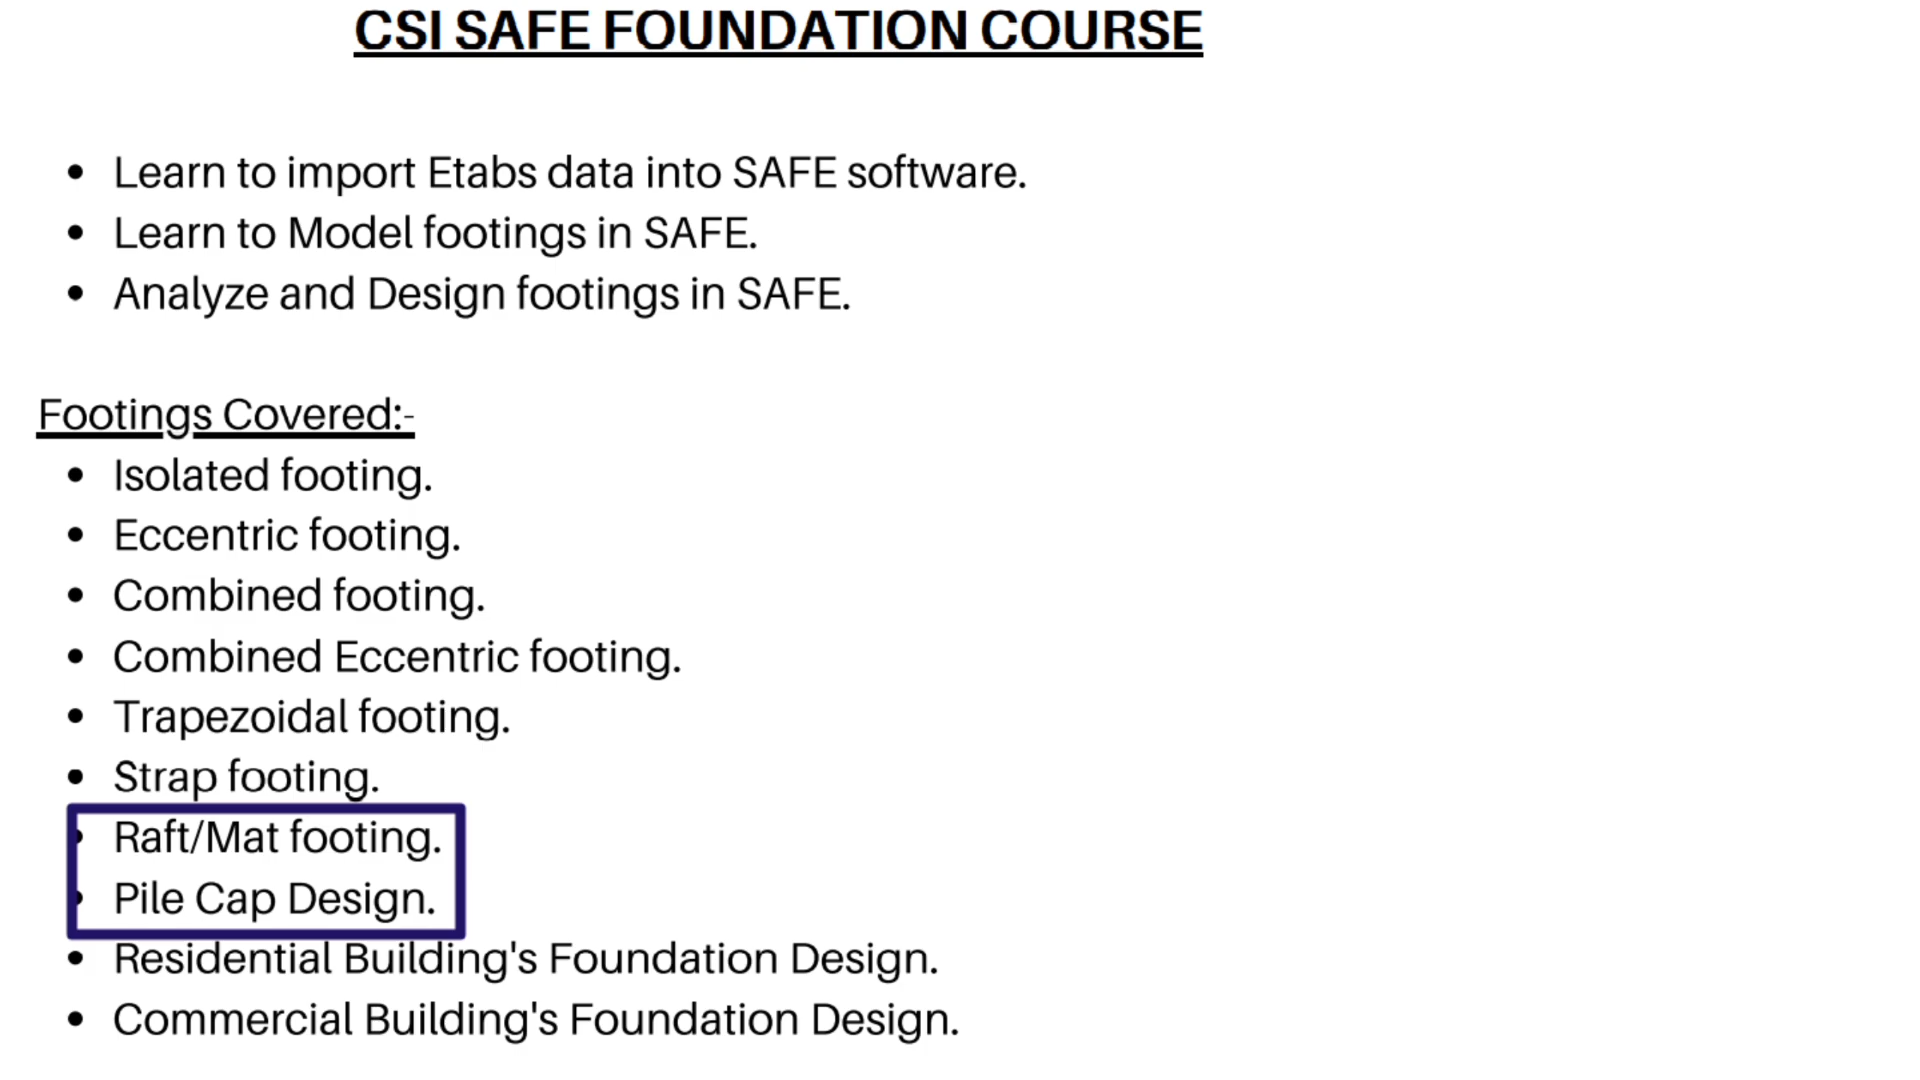 CSI SAFE FOUNDATION COURSE
• Learn to import Etabs data into SAFE software.
• Learn to Model footings in SAFE.
• Analyze and Design footings in SAFE.
Footings Covered:-
• Isolated footing.
• Eccentric footing.
• Combined footing.
• Combined Eccentric footing.
• Trapezoidal footing.
• Strap footing.
• Raft/Mat footing.
• Pile Cap Design.
• Residential Building's Foundation Design.
• Commercial Building's Foundation Design.